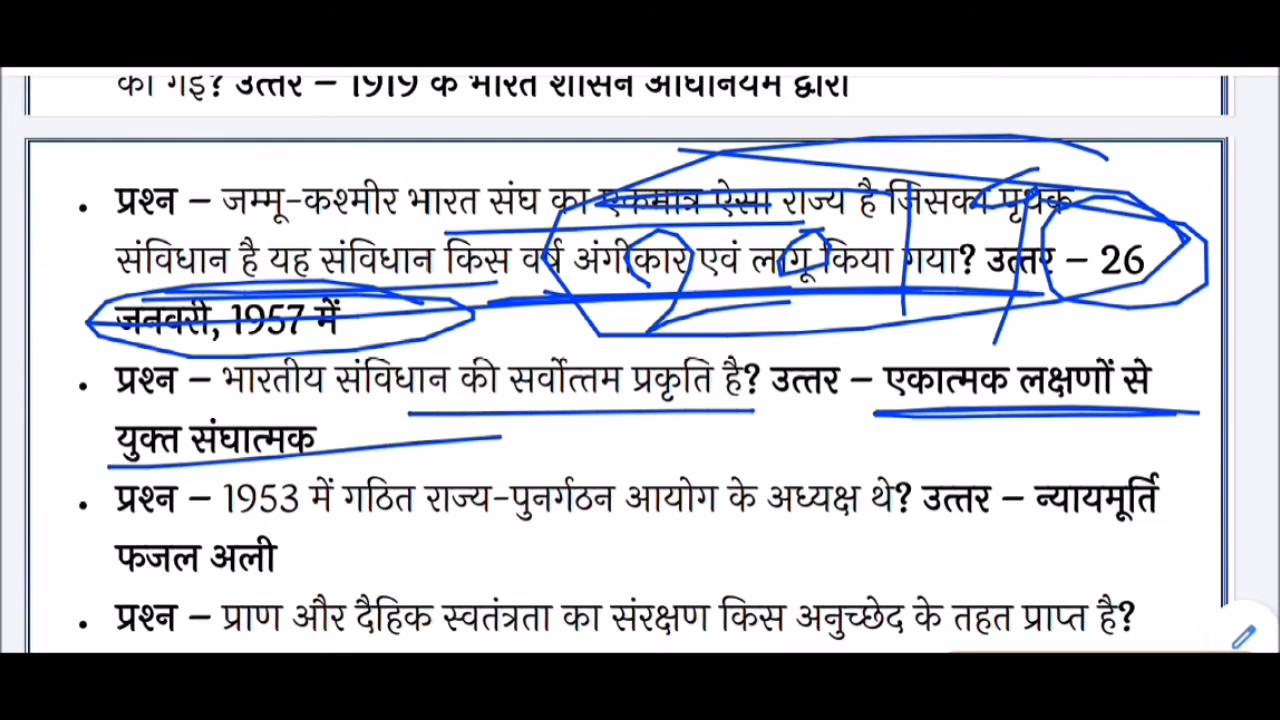 की गई? उत्तर – 1919 के भारत शासन अधिनियम द्वारा
• प्रश्न – जम्मू-कश्मीर भारत संघ का एकमात्र ऐसा राज्य है जिसका पृथक
संविधान है यह संविधान किस वर्ष अंगीकार एवं लागू किया गया? उत्तर – 26
जनवरी, 1957 में
• प्रश्न – भारतीय संविधान की सर्वोत्तम प्रकृति है? उत्तर – एकात्मक लक्षणों से
युक्त संघात्मक
• प्रश्न – 1953 में गठित राज्य-पुनर्गठन आयोग के अध्यक्ष थे? उत्तर – न्यायमूर्ति
फजल अली
• प्रश्न – प्राण और दैहिक स्वतंत्रता का संरक्षण किस अनुच्छेद के तहत प्राप्त है?